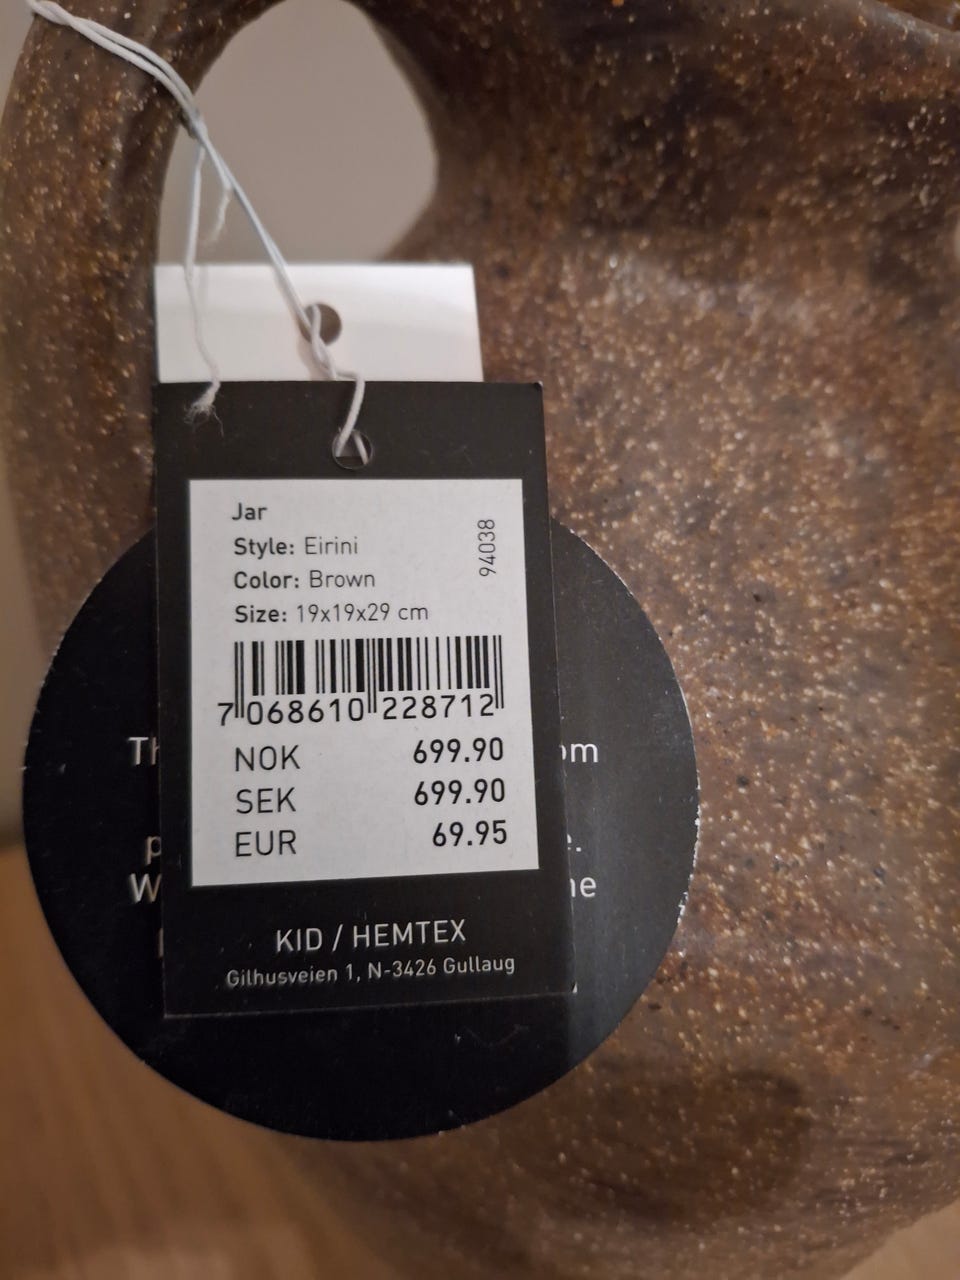 Jar
Style: Eirini
Color: Brown
Size: 19x19x29 cm
94038
7 068610 228712
NOK 699.90
SEK 699.90
EUR 69.95
KID / HEMTEX
Gilhusveien 1, N-3426 Gullaug